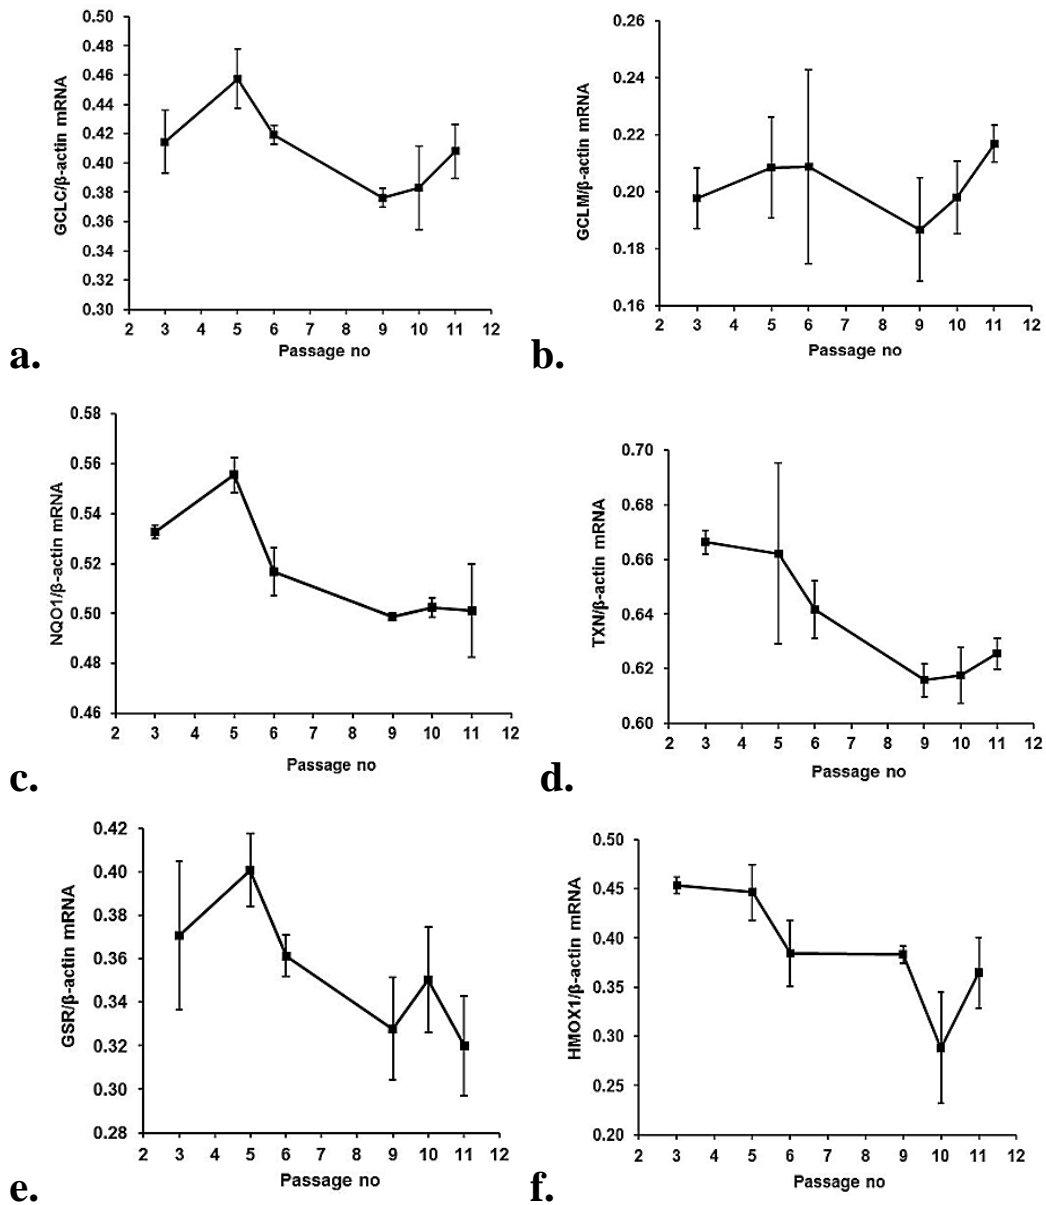 0.50
0.48
0.46
0.44
0.42
0.40
0.38
0.36
0.34
0.32
0.30
GCLC/β-actin mRNA
2 3 4 5 6 7 8 9 10 11 12
Passage no
a.
0.26
0.24
0.22
0.20
0.18
0.16
GCLM/β-actin mRNA
2 3 4 5 6 7 8 9 10 11 12
Passage no
b.
0.58
0.56
0.54
0.52
0.50
0.48
0.46
NQO1/β-actin mRNA
2 3 4 5 6 7 8 9 10 11 12
Passage no
c.
0.70
0.68
0.66
0.64
0.62
0.60
TXN/β-actin mRNA
2 3 4 5 6 7 8 9 10 11 12
Passage no
d.
0.42
0.40
0.38
0.36
0.34
0.32
0.30
0.28
GSR/β-actin mRNA
2 3 4 5 6 7 8 9 10 11 12
Passage no
e.
0.50
0.45
0.40
0.35
0.30
0.25
0.20
HMOX1/β-actin mRNA
2 3 4 5 6 7 8 9 10 11 12
Passage no
f.